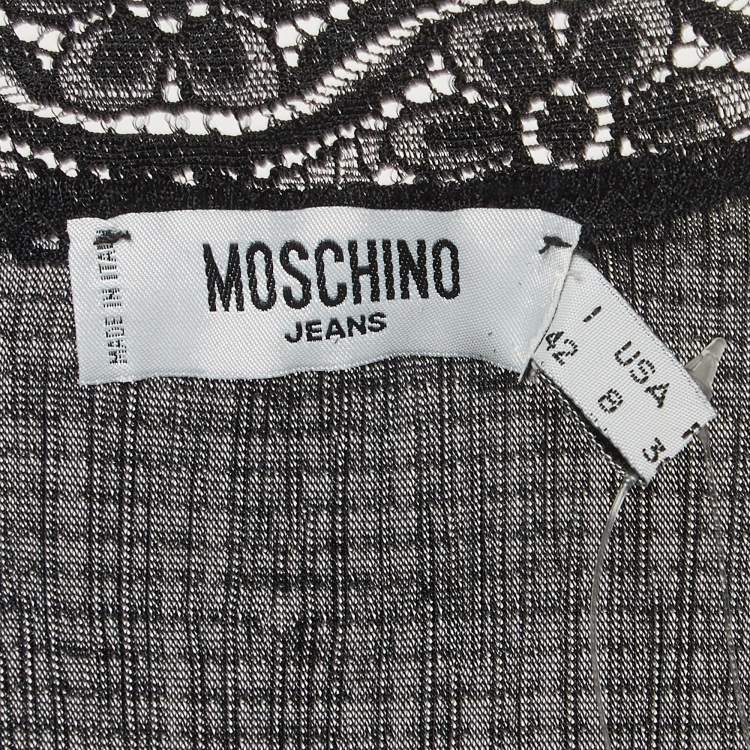 MADE IN ITALY
MOSCHINO
JEANS
I USA
42 8